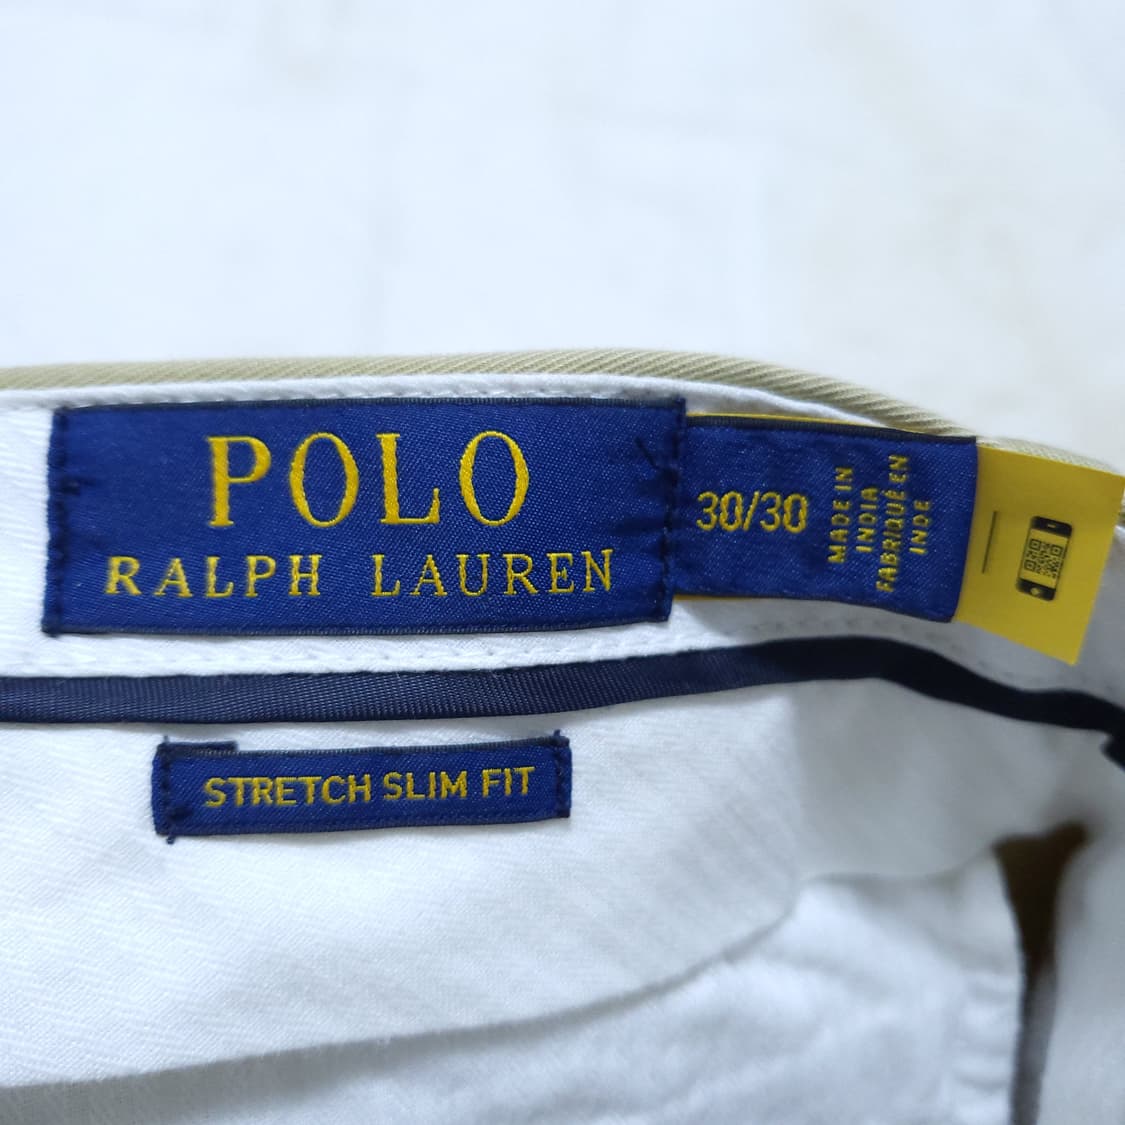 POLO
RALPH LAUREN
30/30
MADE IN
INDIA
FABRIQUÉ EN
INDE
STRETCH SLIM FIT